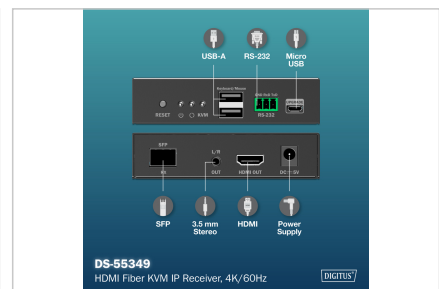 USB-A RS-232 Micro USB
Keyboard/Mouse
RESET KVM
RS-232
SFP
L/R
OUT HDMI OUT
SFP 3.5 mm Stereo HDMI Power Supply
DS-55349
HDMI Fiber KVM IP Receiver, 4K/60Hz
DIGITUS